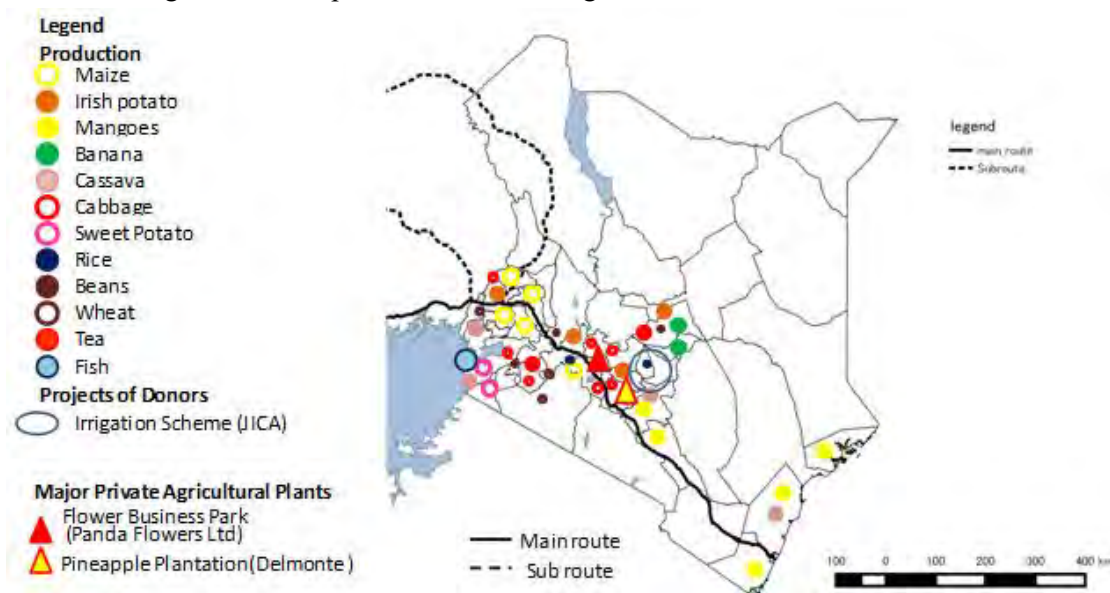 Legend
Production
Maize
Irish potato
Mangoes
Banana
Cassava
Cabbage
Sweet Potato
Rice
Beans
Wheat
Tea
Fish
Projects of Donors
Irrigation Scheme (JICA)
Major Private Agricultural Plants
Flower Business Park
(Panda Flowers Ltd)
Pineapple Plantation(Delmonte )
legend
main route
Subroute
Main route
Sub route
100 0 100 200 300 400 km